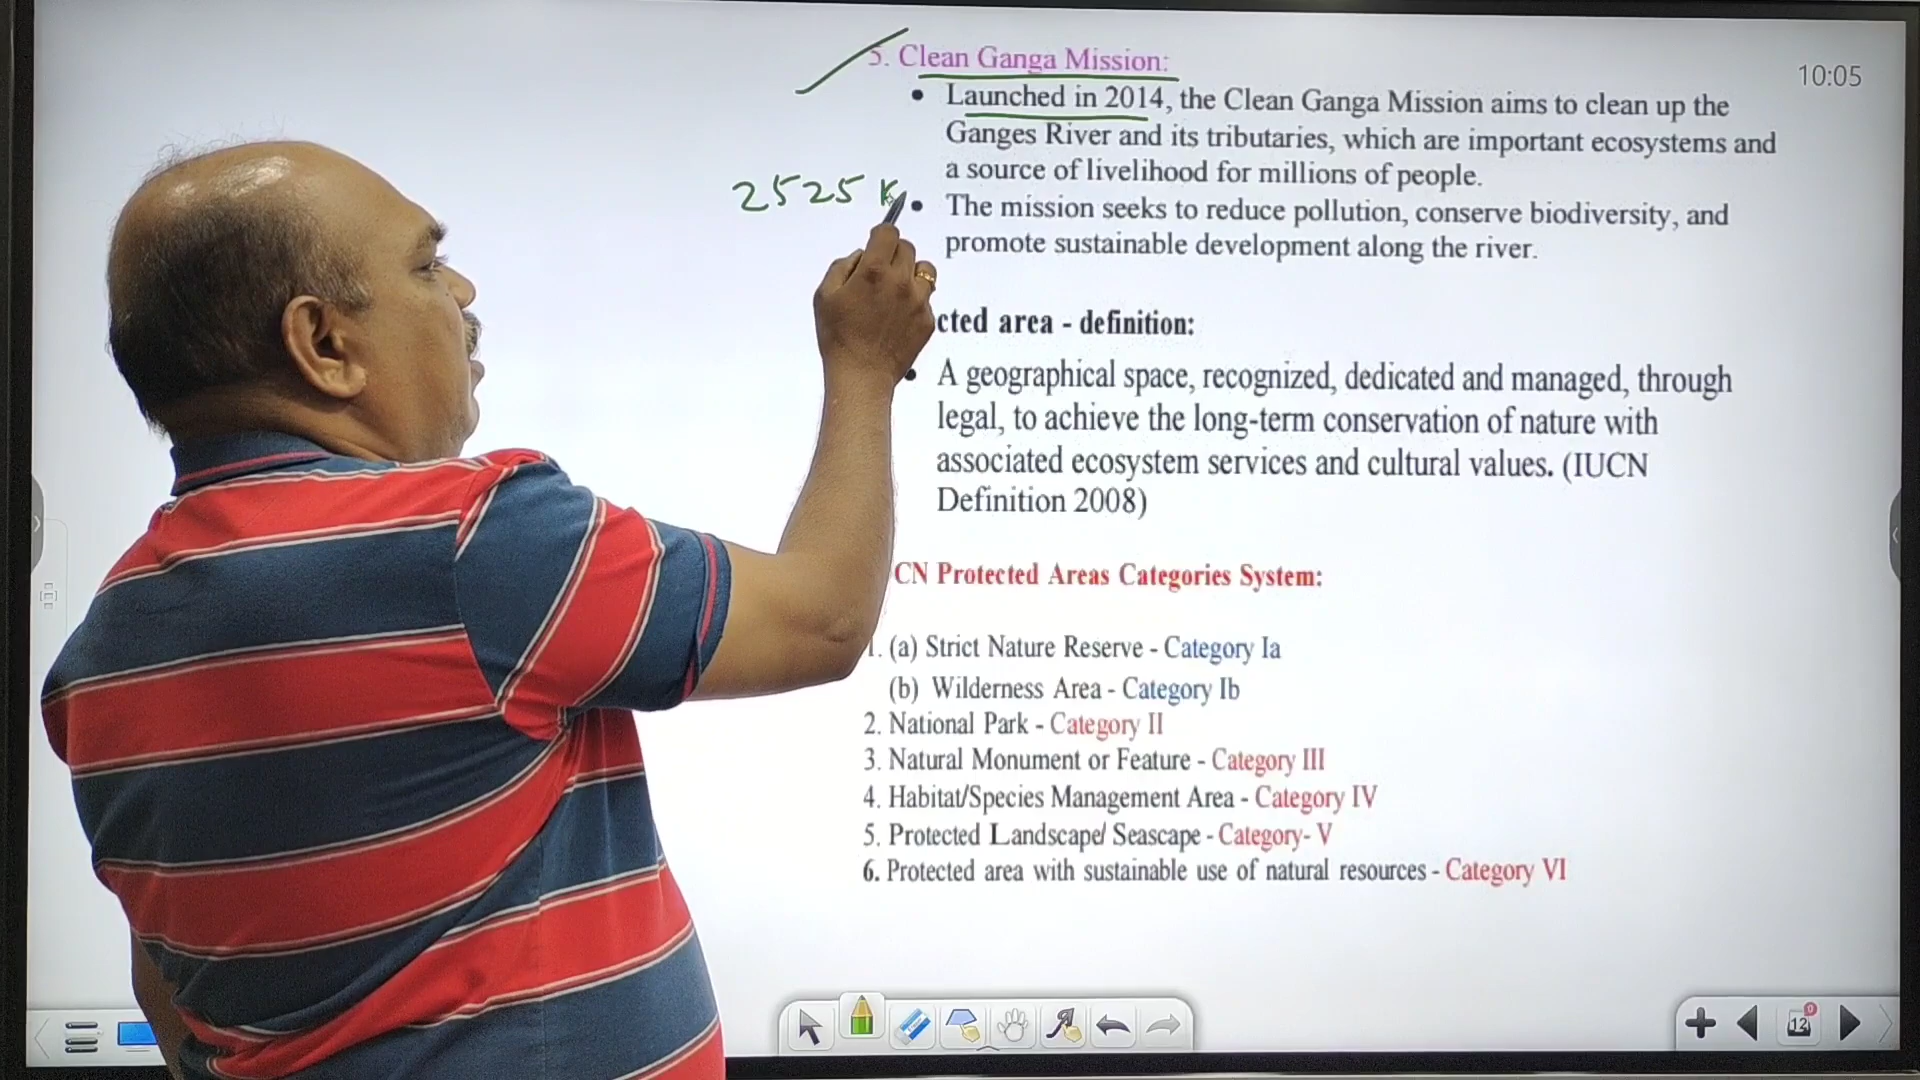 5. Clean Ganga Mission:
10:05
• Launched in 2014, the Clean Ganga Mission aims to clean up the
Ganges River and its tributaries, which are important ecosystems and
a source of livelihood for millions of people.
2525 K
• The mission seeks to reduce pollution, conserve biodiversity, and
promote sustainable development along the river.
cted area - definition:
• A geographical space, recognized, dedicated and managed, through
legal, to achieve the long-term conservation of nature with
associated ecosystem services and cultural values. (IUCN
Definition 2008)
CN Protected Areas Categories System:
1. (a) Strict Nature Reserve - Category Ia
(b) Wilderness Area - Category Ib
2. National Park - Category II
3. Natural Monument or Feature - Category III
4. Habitat/Species Management Area - Category IV
5. Protected Landscape/ Seascape - Category- V
6. Protected area with sustainable use of natural resources - Category VI
12